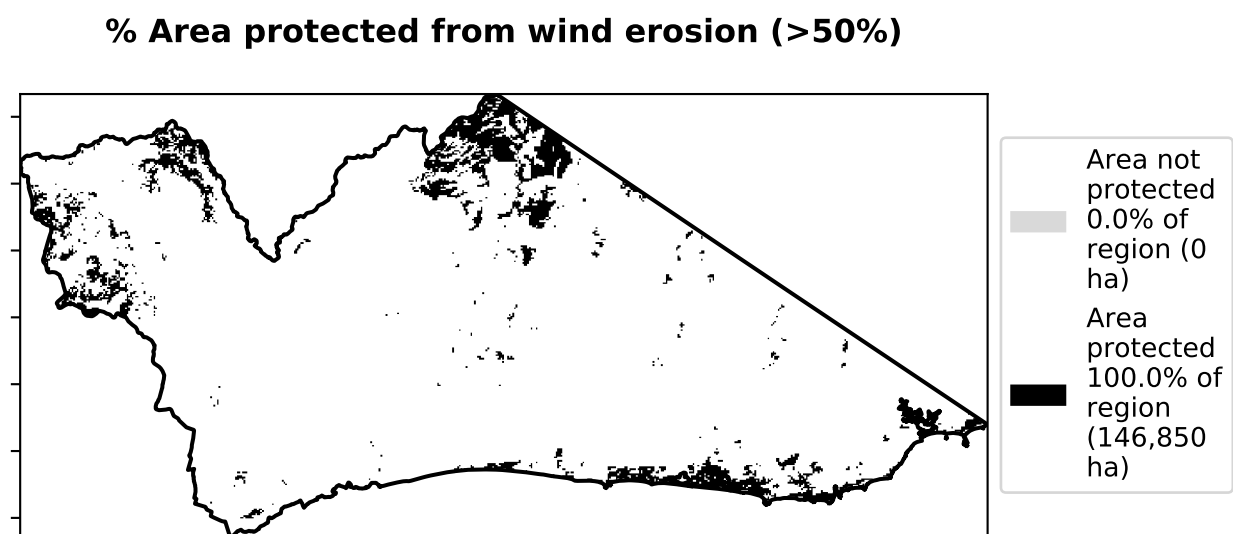 % Area protected from wind erosion (>50%)
Area not
protected
0.0% of
region (0
ha)
Area
protected
100.0% of
region
(146,850
ha)